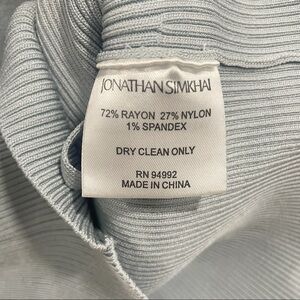 JONATHAN SIMKHAI
72% RAYON 27% NYLON
1% SPANDEX
DRY CLEAN ONLY
RN 94992
MADE IN CHINA